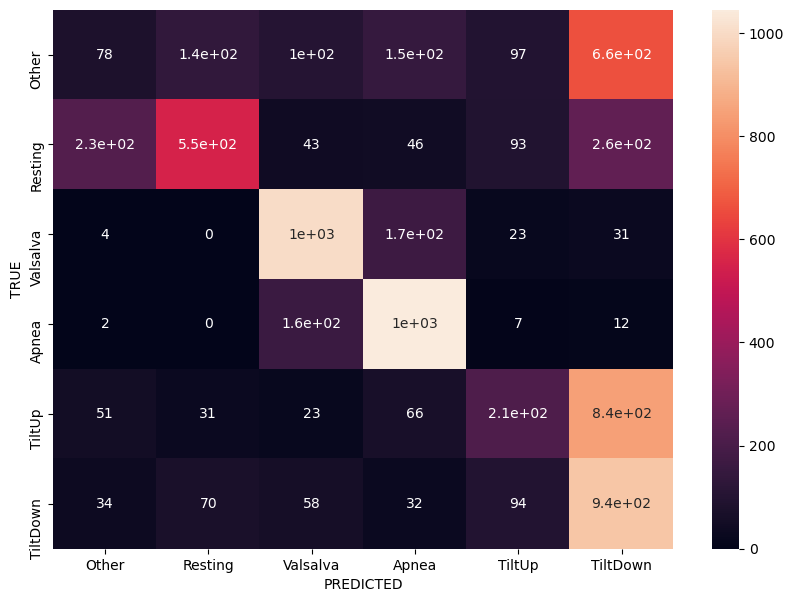 Other 78 1.4e+02 1e+02 1.5e+02 97 6.6e+02
Resting 2.3e+02 5.5e+02 43 46 93 2.6e+02
Valsalva 4 0 1e+03 1.7e+02 23 31
Apnea 2 0 1.6e+02 1e+03 7 12
TiltUp 51 31 23 66 2.1e+02 8.4e+02
TiltDown 34 70 58 32 94 9.4e+02
Other Resting Valsalva Apnea TiltUp TiltDown
PREDICTED
TRUE
1000
800
600
400
200
0